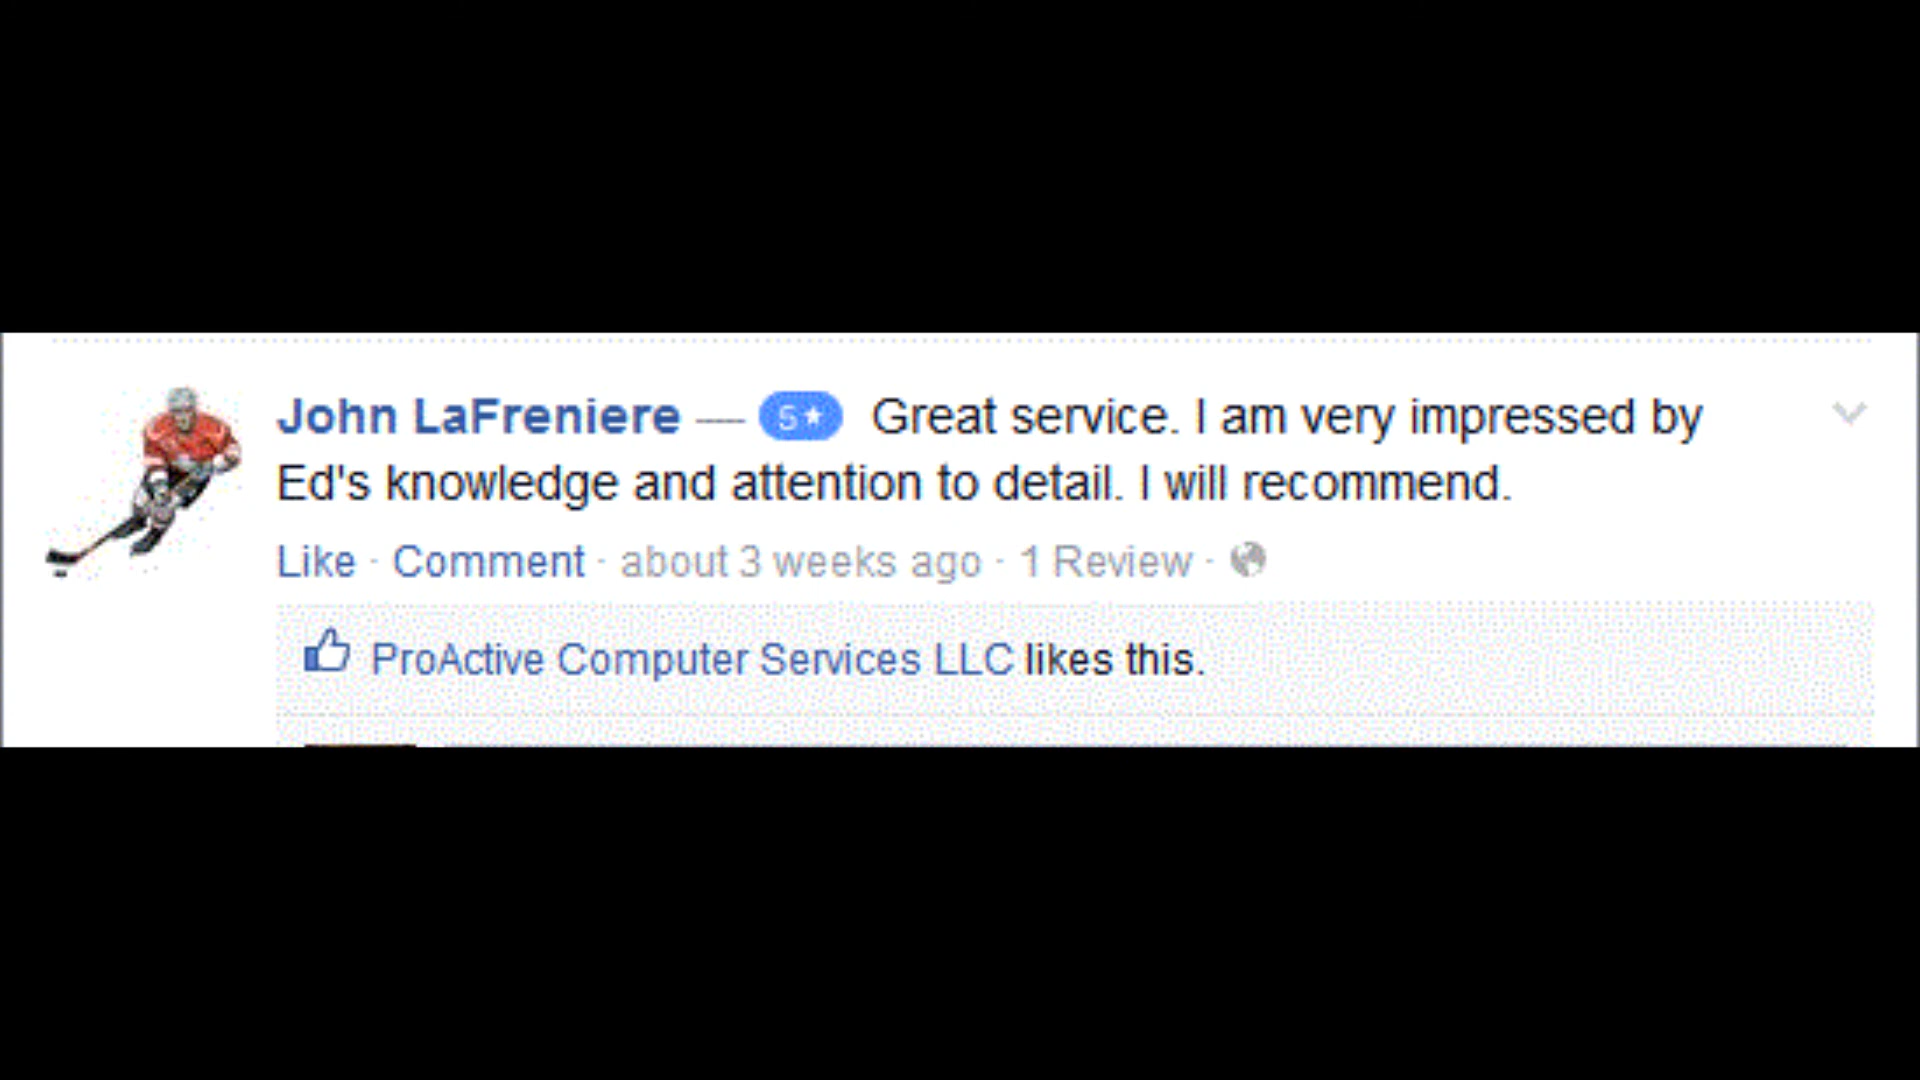 John LaFreniere — 5★ Great service. I am very impressed by
Ed's knowledge and attention to detail. I will recommend.
Like · Comment · about 3 weeks ago · 1 Review ·
ProActive Computer Services LLC likes this.